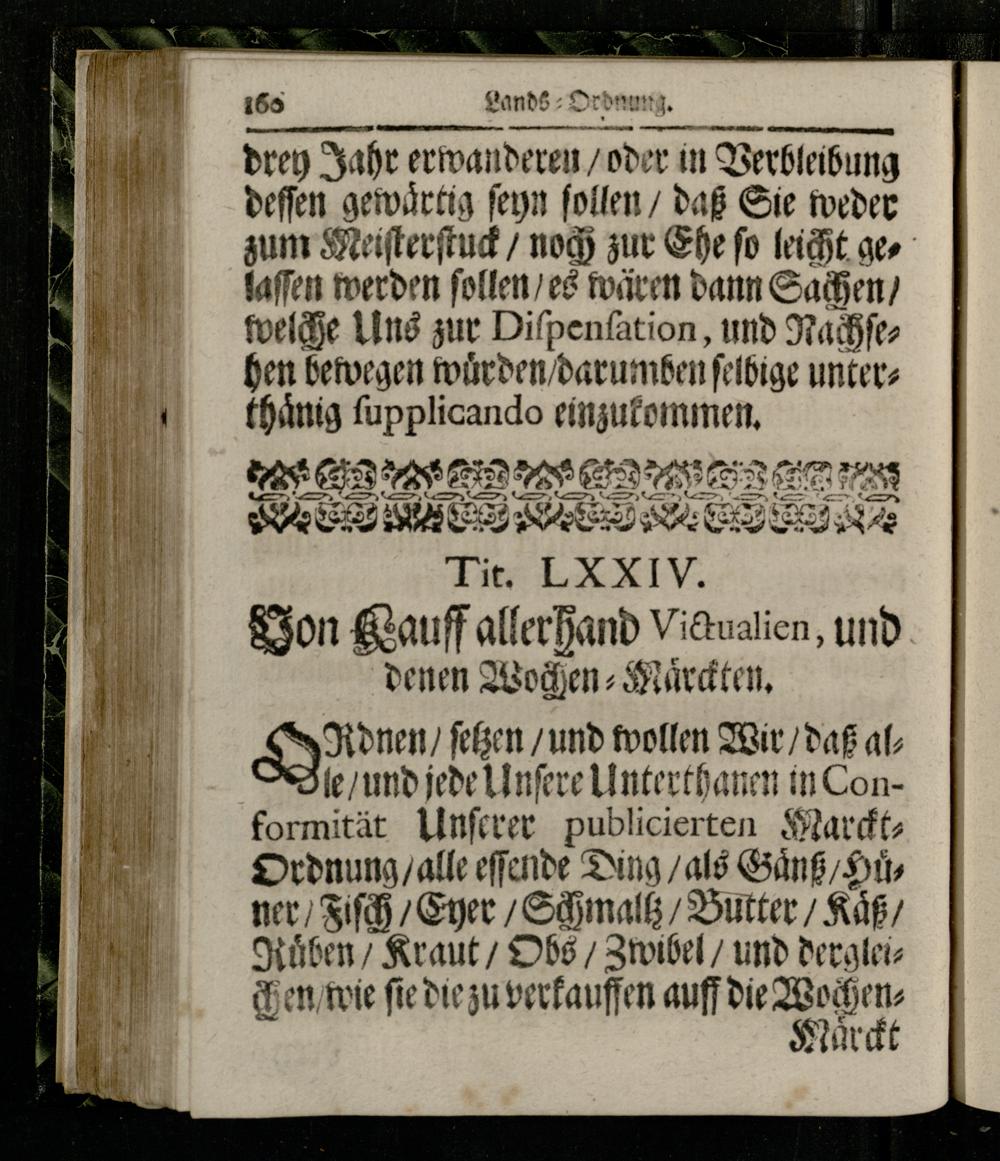 160 Lands-Ordnung.
drey Jahr erwanderen / oder in Verbleibung
dessen gewärtig seyn sollen / daß Sie weder
zum Meisterstuck / noch zur Ehe so leicht ge-
lassen werden sollen / es wären dann Sachen /
welche Uns zur Dispensation, und Nachse-
hen bewegen würden / darumben selbige unter-
thänig supplicando einzukommen.
Tit. LXXIV.
Von Kauff allerhand Victualien, und
denen Wochen-Märckten.
ORdnen / setzen / und wollen Wir / daß al-
le / und jede Unsere Unterthanen in Con-
formität Unserer publicierten Marckt-
Ordnung / alle essende Ding / als Gänß / Hü-
ner / Fisch / Eyer / Schmaltz / Butter / Käß /
Rüben / Kraut / Obs / Zwibel / und derglei-
chen / wie sie die zu verkauffen auff die Wochen-
Märckt